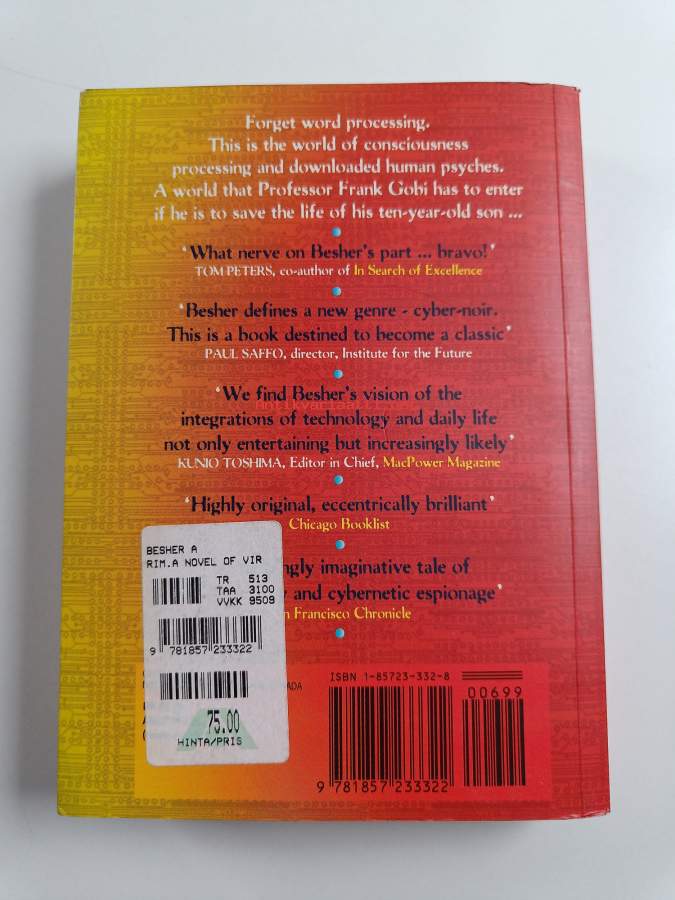 Forget word processing.
This is the world of consciousness
processing and downloaded human psyches.
A world that Professor Frank Gobi has to enter
if he is to save the life of his ten-year-old son ...
'What nerve on Besher's part ... bravo!'
TOM PETERS, co-author of In Search of Excellence
'Besher defines a new genre - cyber-noir.
This is a book destined to become a classic'
PAUL SAFFO, director, Institute for the Future
'We find Besher's vision of the
integrations of technology and daily life
not only entertaining but increasingly likely'
KUNIO TOSHIMA, Editor in Chief, MacPower Magazine
'Highly original, eccentrically brilliant'
Chicago Booklist
ngly imaginative tale of
y and cybernetic espionage'
n Francisco Chronicle
BESHER A
RIM.A NOVEL OF VIR
TR 513
TAA 3100
VVKK 9509
9 781857 233322
75.00
HINTA/PRIS
ADA
ISBN 1-85723-332-8
00699
9 781857 233322